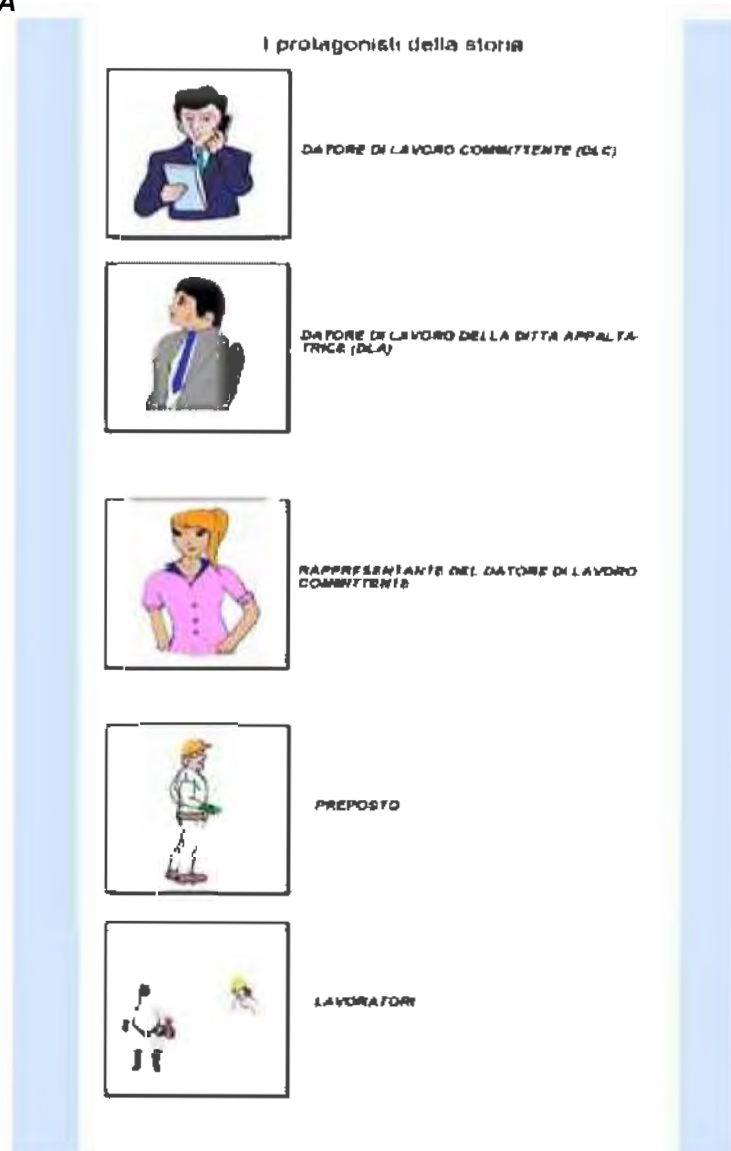 A
I protagonisti della storia
DATORE DI LAVORO COMMITTENTE (DLC)
DATORE DI LAVORO DELLA DITTA APPALTA-
TRICE (DLA)
RAPPRESENTANTE DEL DATORE DI LAVORO
COMMITTENTE
PREPOSTO
LAVORATORI